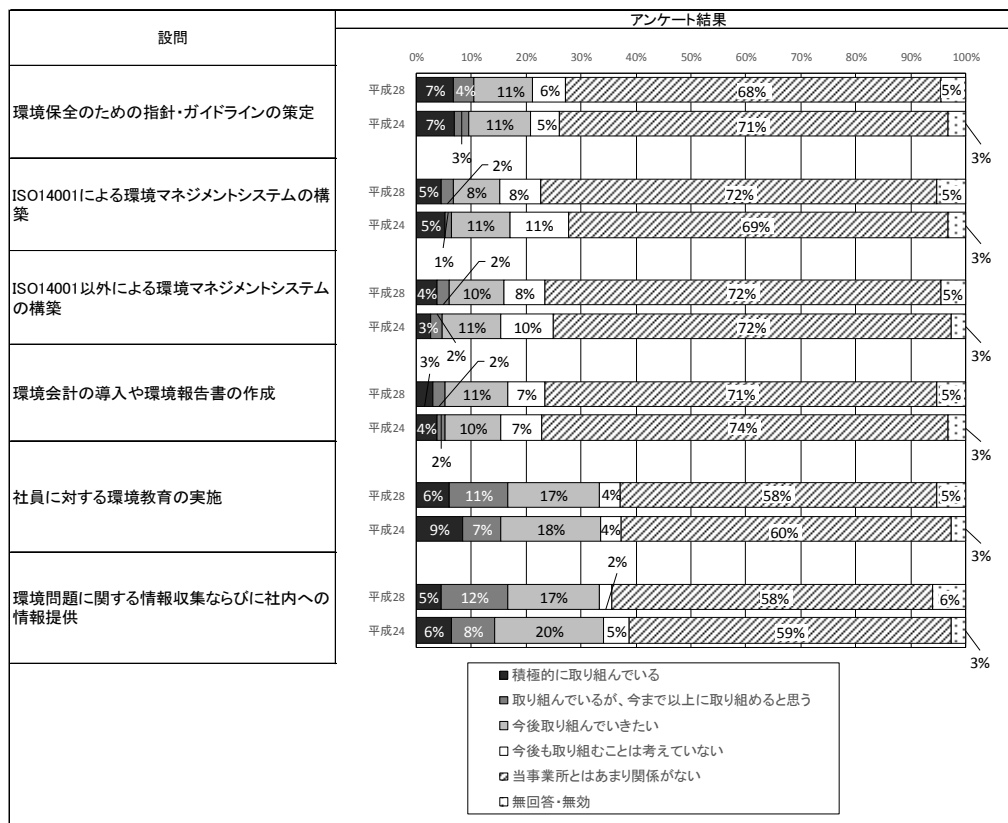 設問
アンケート結果
0% 10% 20% 30% 40% 50% 60% 70% 80% 90% 100%
環境保全のための指針・ガイドラインの策定
平成28 7% 4% 11% 6% 68% 5%
平成24 7% 3% 11% 5% 71% 3%
ISO14001による環境マネジメントシステムの構
築
平成28 5% 2% 8% 8% 72% 5%
平成24 5% 1% 11% 11% 69% 3%
ISO14001以外による環境マネジメントシステム
の構築
平成28 4% 2% 10% 8% 72% 5%
平成24 3% 2% 11% 10% 72% 3%
環境会計の導入や環境報告書の作成
平成28 3% 2% 11% 7% 71% 5%
平成24 4% 2% 10% 7% 74% 3%
社員に対する環境教育の実施
平成28 6% 11% 17% 4% 58% 5%
平成24 9% 7% 18% 4% 60% 3%
環境問題に関する情報収集ならびに社内への
情報提供
平成28 5% 12% 17% 2% 58% 6%
平成24 6% 8% 20% 5% 59% 3%
積極的に取り組んでいる
取り組んでいるが、今まで以上に取り組めると思う
今後取り組んでいきたい
今後も取り組むことは考えていない
当事業所とはあまり関係がない
無回答・無効